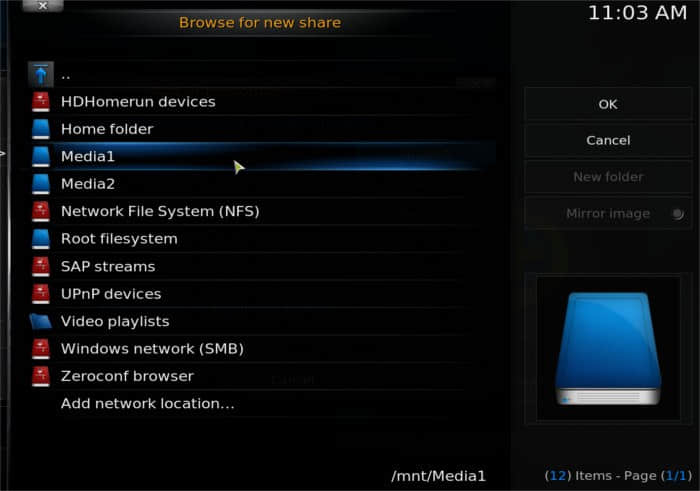 Browse for new share
11:03 AM
..
HDHomerun devices
Home folder
Media1
Media2
Network File System (NFS)
Root filesystem
SAP streams
UPnP devices
Video playlists
Windows network (SMB)
Zeroconf browser
Add network location...
/mnt/Media1
OK
Cancel
New folder
Mirror image
(12) Items - Page (1/1)